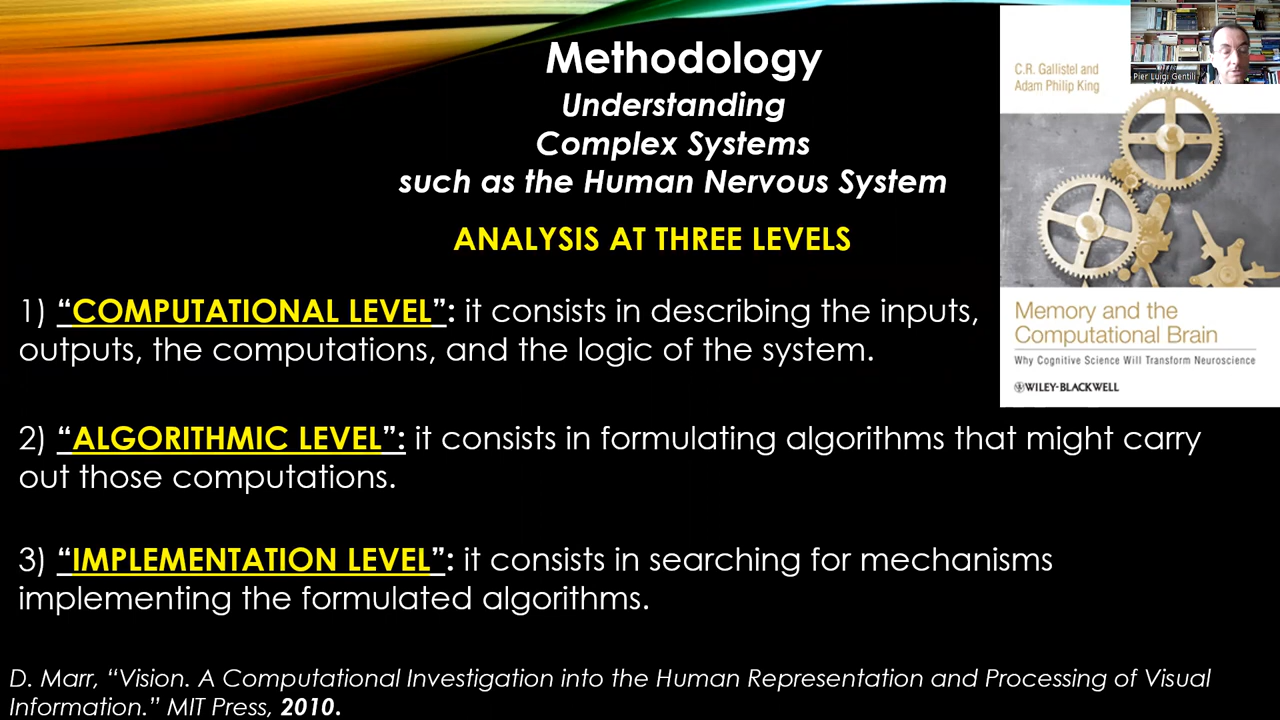 Methodology
Understanding
Complex Systems
such as the Human Nervous System
ANALYSIS AT THREE LEVELS
1) “COMPUTATIONAL LEVEL”: it consists in describing the inputs,
outputs, the computations, and the logic of the system.
2) “ALGORITHMIC LEVEL”: it consists in formulating algorithms that might carry
out those computations.
3) “IMPLEMENTATION LEVEL”: it consists in searching for mechanisms
implementing the formulated algorithms.
D. Marr, “Vision. A Computational Investigation into the Human Representation and Processing of Visual
Information.” MIT Press, 2010.
C.R. Gallistel and
Adam Philip King
Memory and the
Computational Brain
Why Cognitive Science Will Transform Neuroscience
WILEY-BLACKWELL
Pier Luigi Gentili